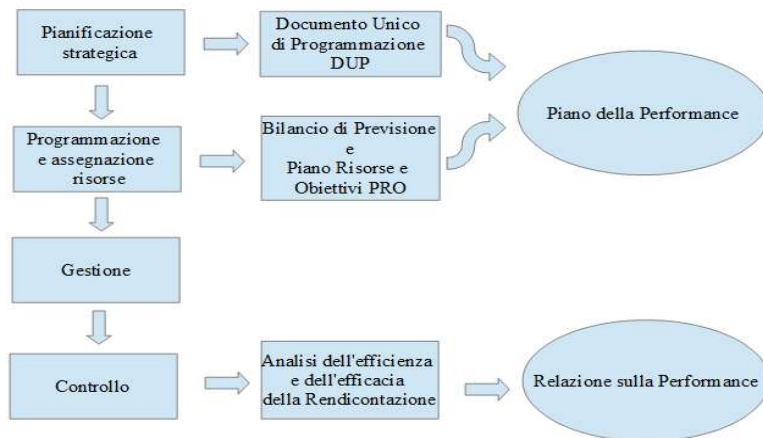 Pianificazione
strategica
Documento Unico
di Programmazione
DUP
Piano della Performance
Programmazione
e assegnazione
risorse
Bilancio di Previsione
e
Piano Risorse e
Obiettivi PRO
Gestione
Controllo
Analisi dell'efficienza
e dell'efficacia
della Rendicontazione
Relazione sulla Performance